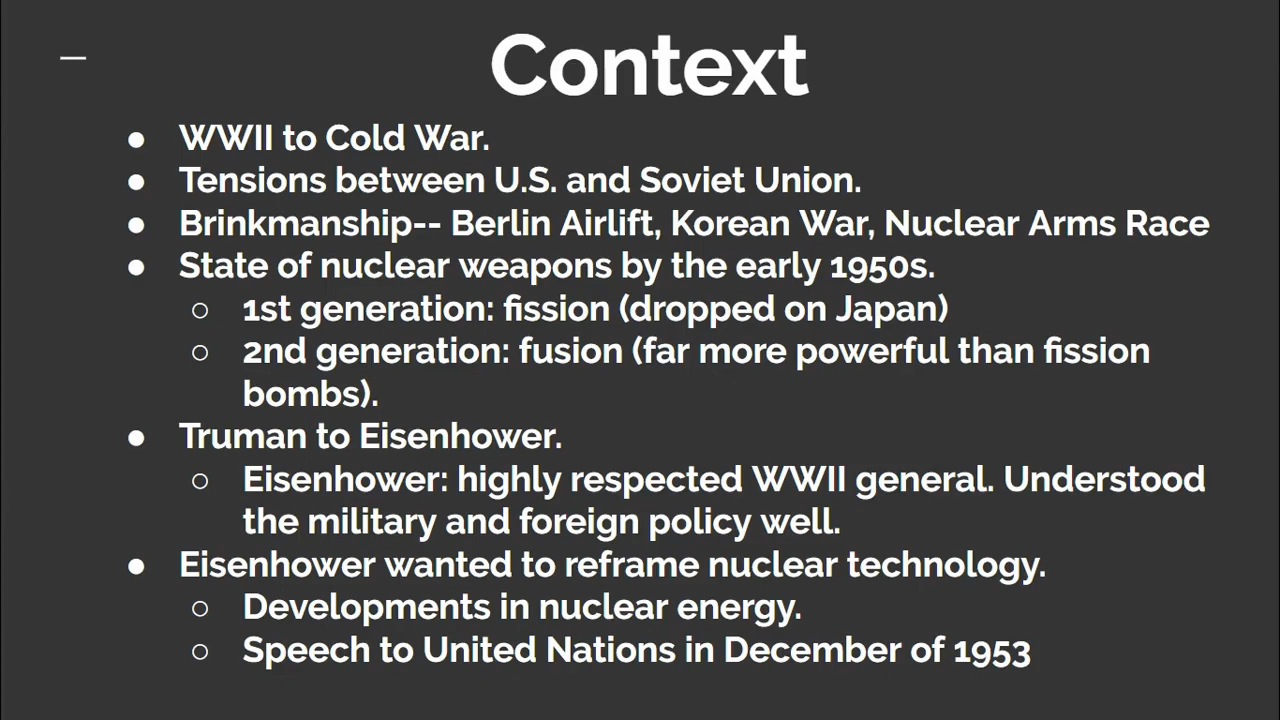 Context
● WWII to Cold War.
● Tensions between U.S. and Soviet Union.
● Brinkmanship-- Berlin Airlift, Korean War, Nuclear Arms Race
● State of nuclear weapons by the early 1950s.
○ 1st generation: fission (dropped on Japan)
○ 2nd generation: fusion (far more powerful than fission
bombs).
● Truman to Eisenhower.
○ Eisenhower: highly respected WWII general. Understood
the military and foreign policy well.
● Eisenhower wanted to reframe nuclear technology.
○ Developments in nuclear energy.
○ Speech to United Nations in December of 1953